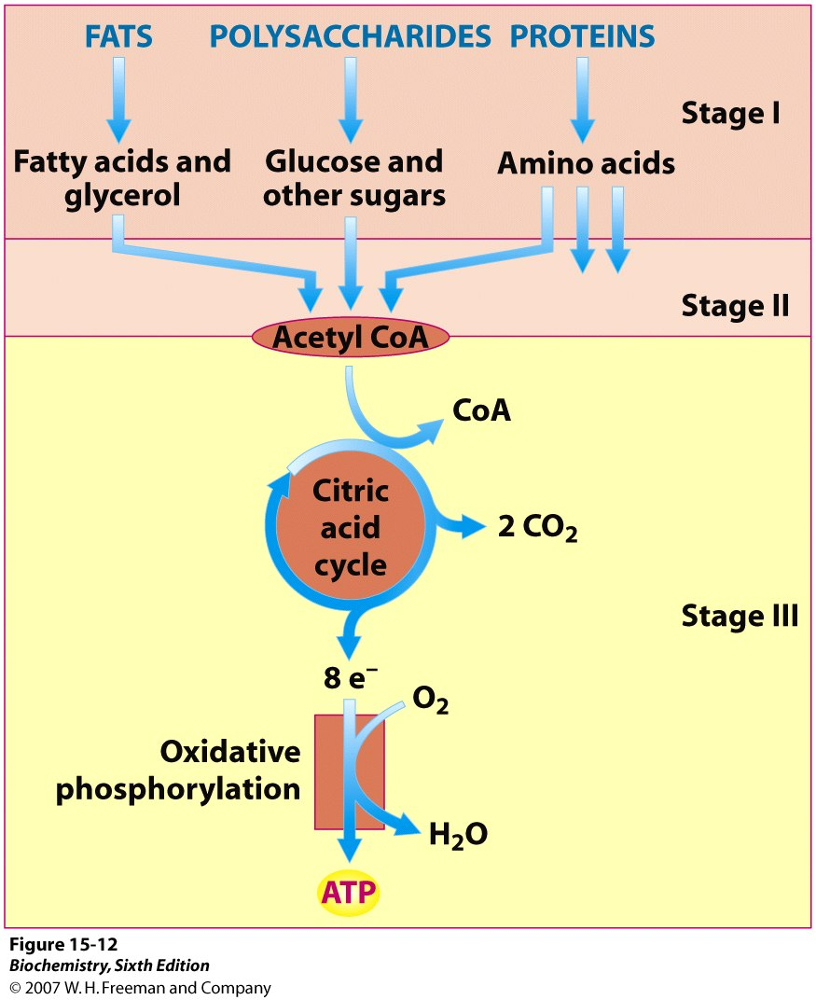 FATS POLYSACCHARIDES PROTEINS
Stage I
Fatty acids and
glycerol
Glucose and
other sugars
Amino acids
Stage II
Acetyl CoA
CoA
Citric
acid
cycle
2 CO₂
Stage III
8 e⁻
O₂
Oxidative
phosphorylation
H₂O
ATP
Figure 15-12
Biochemistry, Sixth Edition
© 2007 W. H. Freeman and Company